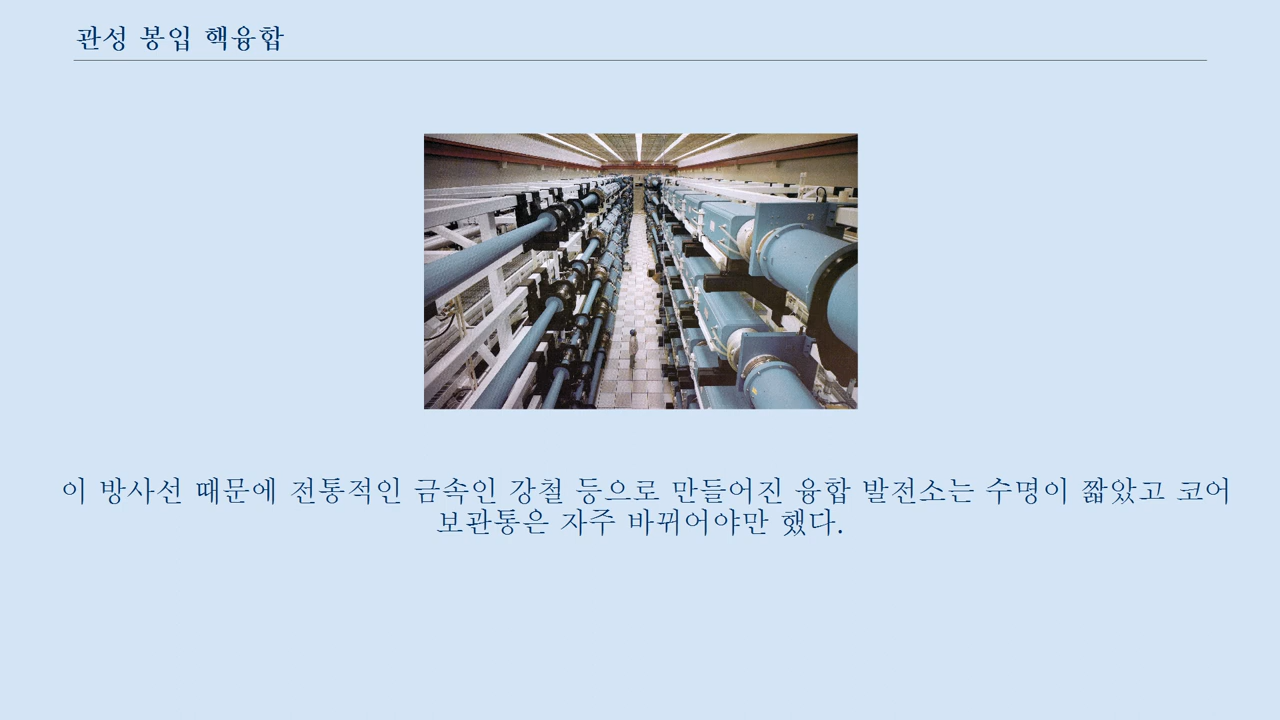 관성 봉입 핵융합
이 방사선 때문에 전통적인 금속인 강철 등으로 만들어진 융합 발전소는 수명이 짧았고 코어
보관통은 자주 바뀌어야만 했다.